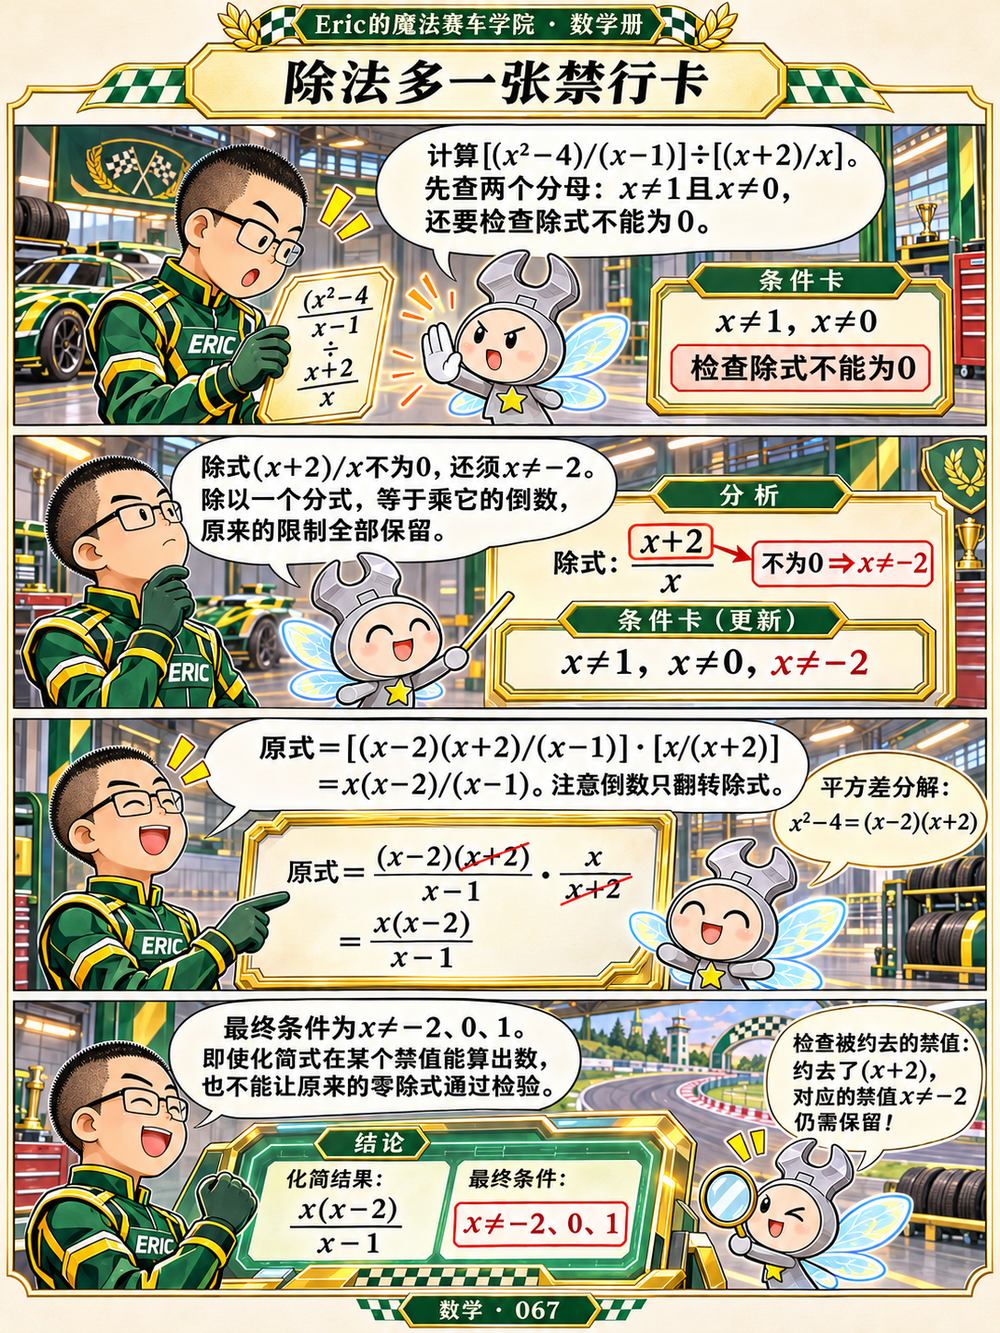 Eric的魔法赛车学院 · 数学册
除法多一张禁行卡
计算[(x²−4)/(x−1)]÷[(x+2)/x]。
先查两个分母：x≠1且x≠0，
还要检查除式不能为0。
(x²−4
x−1
÷
x+2
x
ERIC
条件卡
x≠1, x≠0
检查除式不能为0
除式(x+2)/x不为0，还须x≠−2。
除以一个分式，等于乘它的倒数，
原来的限制全部保留。
ERIC
分析
除式：
x+2
x
不为0⇒x≠−2
条件卡（更新）
x≠1, x≠0, x≠−2
原式=[(x−2)(x+2)/(x−1)]·[x/(x+2)]
=x(x−2)/(x−1)。注意倒数只翻转除式。
平方差分解：
x²−4=(x−2)(x+2)
原式= (x−2)(x+2) / x−1 · x / x+2
= x(x−2) / x−1
ERIC
最终条件为x≠−2、0、1。
即使化简式在某个禁值能算出数，
也不能让原来的零除式通过检验。
检查被约去的禁值：
约去了(x+2)，
对应的禁值x≠−2
仍需保留！
ERIC
结论
化简结果：
x(x−2)
x−1
最终条件：
x≠−2、0、1
数学 · 067